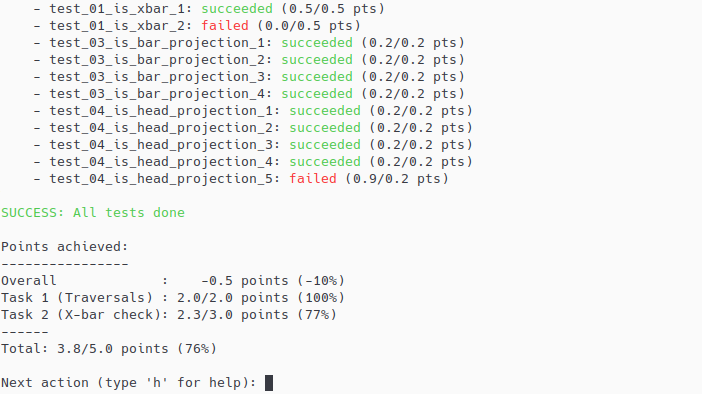 - test_01_is_xbar_1: succeeded (0.5/0.5 pts)
- test_01_is_xbar_2: failed (0.0/0.5 pts)
- test_03_is_bar_projection_1: succeeded (0.2/0.2 pts)
- test_03_is_bar_projection_2: succeeded (0.2/0.2 pts)
- test_03_is_bar_projection_3: succeeded (0.2/0.2 pts)
- test_03_is_bar_projection_4: succeeded (0.2/0.2 pts)
- test_04_is_head_projection_1: succeeded (0.2/0.2 pts)
- test_04_is_head_projection_2: succeeded (0.2/0.2 pts)
- test_04_is_head_projection_3: succeeded (0.2/0.2 pts)
- test_04_is_head_projection_4: succeeded (0.2/0.2 pts)
- test_04_is_head_projection_5: failed (0.9/0.2 pts)
SUCCESS: All tests done
Points achieved:
----------------
Overall             :    -0.5 points (-10%)
Task 1 (Traversals) : 2.0/2.0 points (100%)
Task 2 (X-bar check): 2.3/3.0 points (77%)
------
Total: 3.8/5.0 points (76%)
Next action (type 'h' for help):